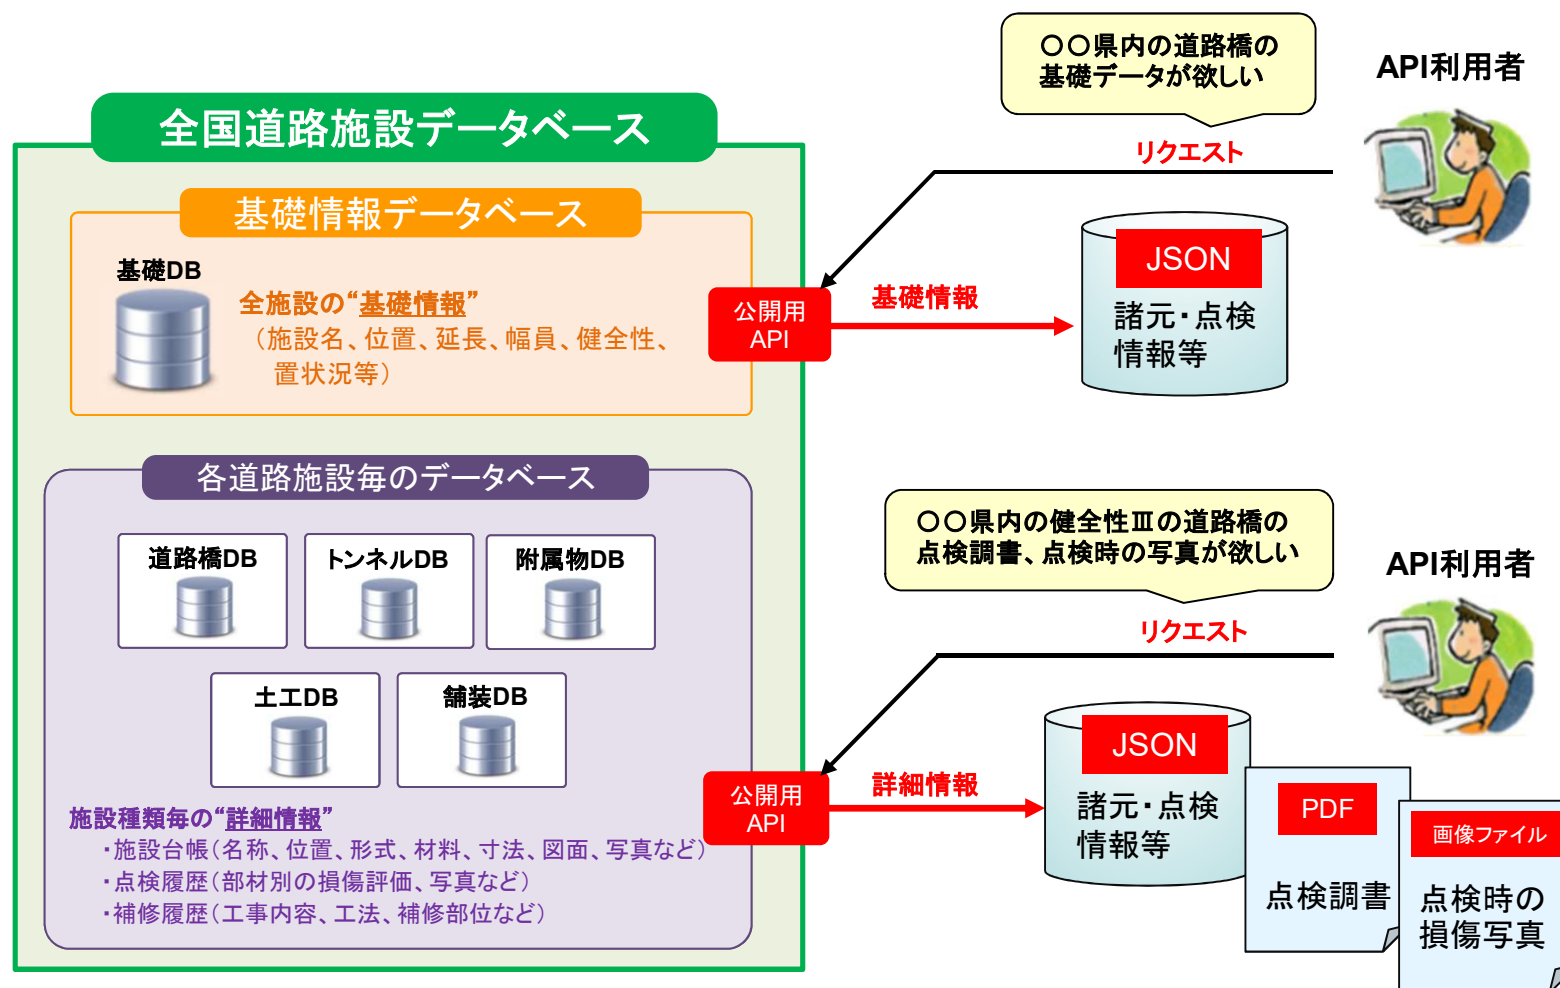 全国道路施設データベース
基礎情報データベース
基礎DB
全施設の“基礎情報”
（施設名、位置、延長、幅員、健全性、
置状況等）
公開用
API
各道路施設毎のデータベース
道路橋DB
トンネルDB
附属物DB
土工DB
舗装DB
施設種類毎の“詳細情報”
・施設台帳（名称、位置、形式、材料、寸法、図面、写真など）
・点検履歴（部材別の損傷評価、写真など）
・補修履歴（工事内容、工法、補修部位など）
公開用
API
〇〇県内の道路橋の
基礎データが欲しい
API利用者
リクエスト
基礎情報
JSON
諸元・点検
情報等
〇〇県内の健全性Ⅲの道路橋の
点検調書、点検時の写真が欲しい
API利用者
リクエスト
詳細情報
JSON
諸元・点検
情報等
PDF
点検調書
画像ファイル
点検時の
損傷写真